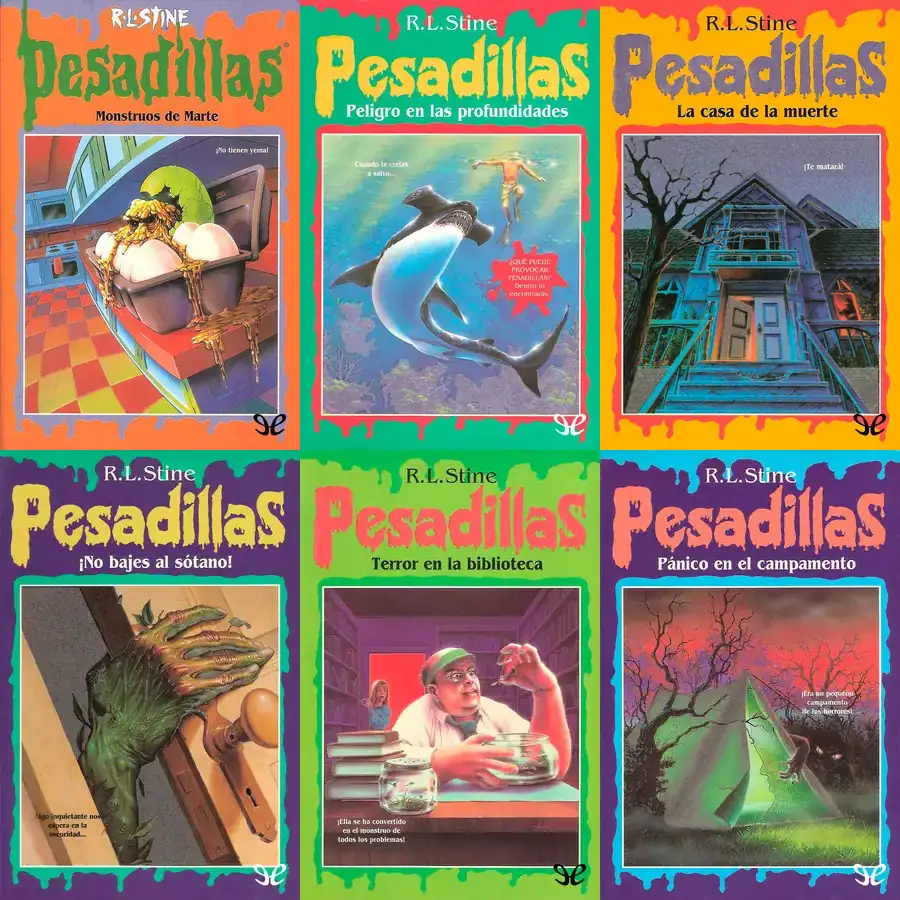 R.L.STINE
Pesadillas®
Monstruos de Marte
¡No tienen yema!
R.L.Stine
Pesadillas
Peligro en las profundidades
Cuando te creías
a salvo...
¿QUÉ PUEDE
PROVOCAR
PESADILLAS?
Dentro lo
encontrarás.
R.L.Stine
Pesadillas
La casa de la muerte
¡Te matará!
R.L.Stine
Pesadillas
¡No bajes al sótano!
Algo inquietante nos
espera en la
oscuridad...
R.L.Stine
Pesadillas
Terror en la biblioteca
¡Ella se ha convertido
en el monstruo de
todos los problemas!
R.L.Stine
Pesadillas
Pánico en el campamento
¡Era un pequeño
campamento
de los horrores!